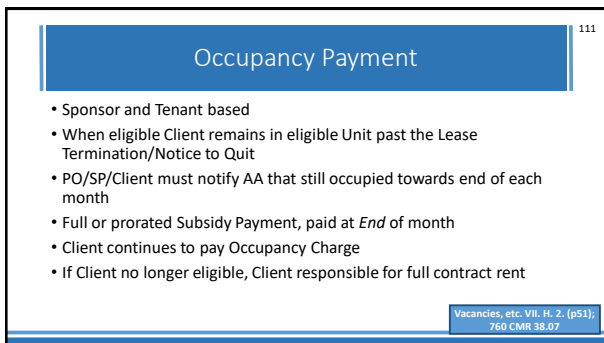 111
Occupancy Payment
• Sponsor and Tenant based
• When eligible Client remains in eligible Unit past the Lease
Termination/Notice to Quit
• PO/SP/Client must notify AA that still occupied towards end of each
month
• Full or prorated Subsidy Payment, paid at End of month
• Client continues to pay Occupancy Charge
• If Client no longer eligible, Client responsible for full contract rent
Vacancies, etc. VII. H. 2. (p51);
760 CMR 38.07